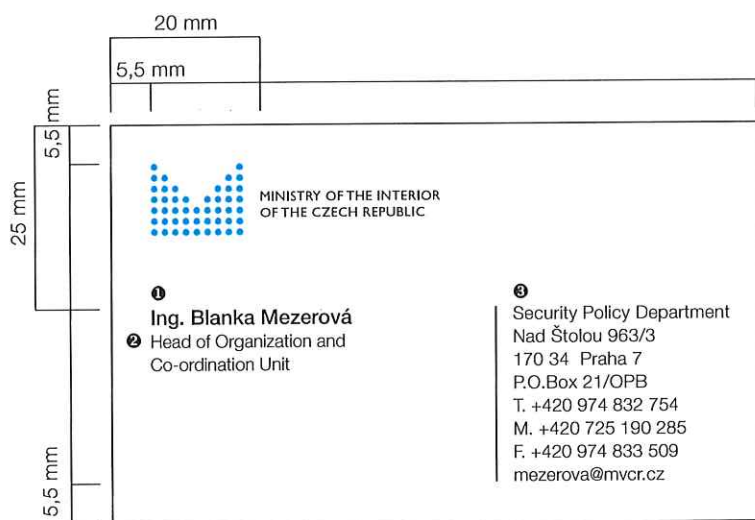 20 mm
5,5 mm
5,5 mm
25 mm
MINISTRY OF THE INTERIOR
OF THE CZECH REPUBLIC
❶
Ing. Blanka Mezerová
❷ Head of Organization and
Co-ordination Unit
❸
Security Policy Department
Nad Štolou 963/3
170 34 Praha 7
P.O.Box 21/OPB
T. +420 974 832 754
M. +420 725 190 285
F. +420 974 833 509
mezerova@mvcr.cz
5,5 mm